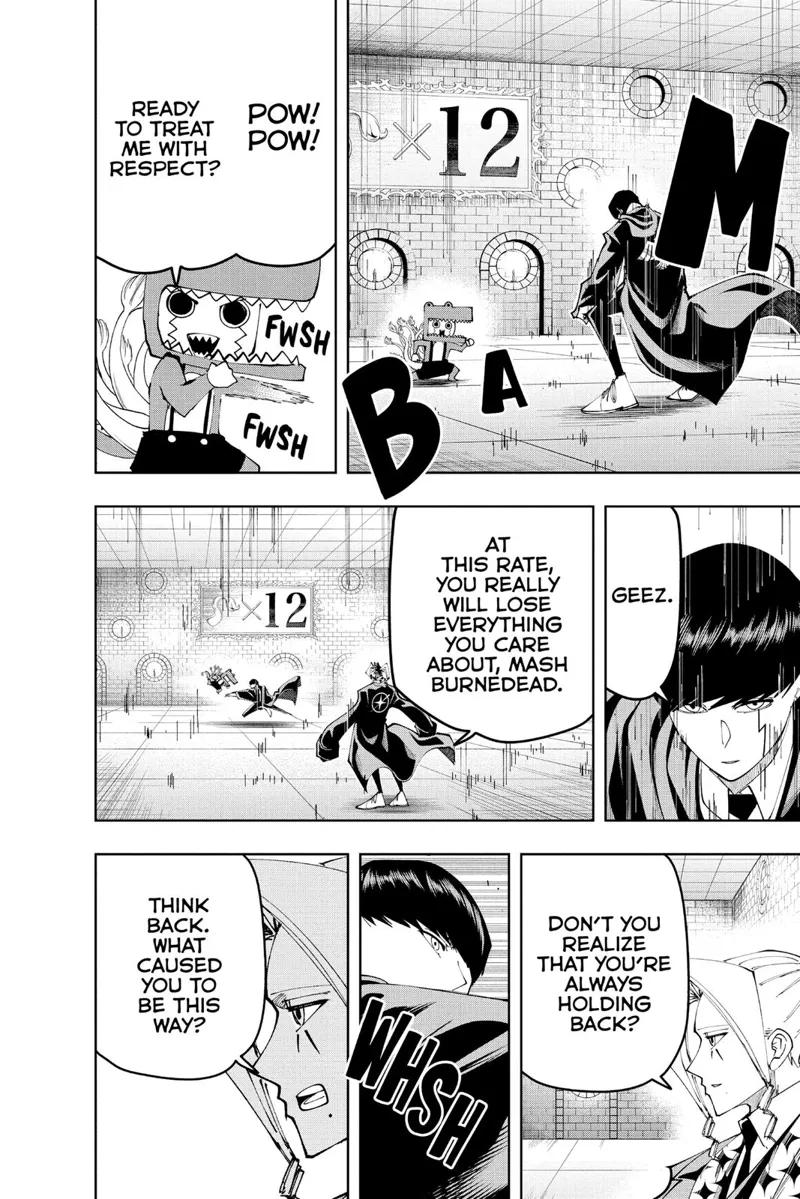 ×12
BAM
POW!
POW!
READY
TO TREAT
ME WITH
RESPECT?
FWSH
FWSH
GEEZ.
AT
THIS RATE,
YOU REALLY
WILL LOSE
EVERYTHING
YOU CARE
ABOUT, MASH
BURNEDEAD.
×12
DON'T YOU
REALIZE
THAT YOU'RE
ALWAYS
HOLDING
BACK?
WHSH
THINK
BACK.
WHAT
CAUSED
YOU TO
BE THIS
WAY?